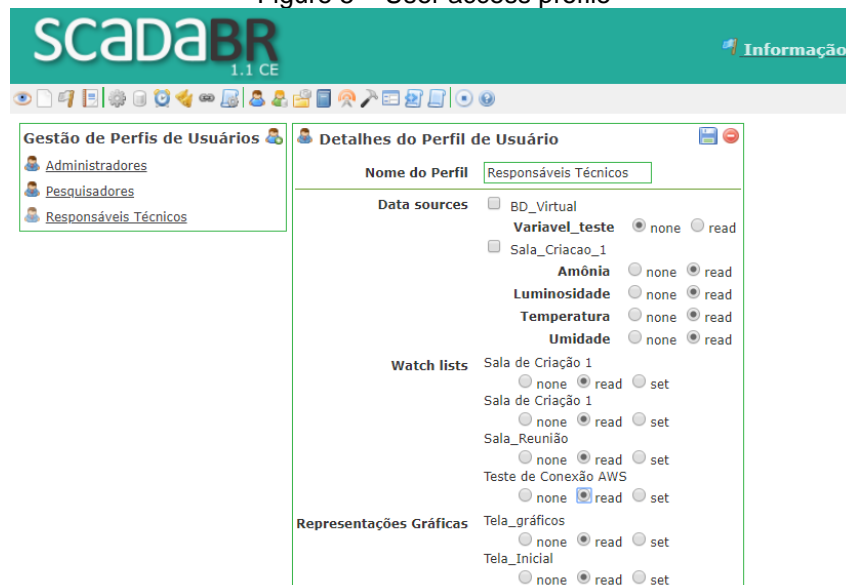 Figure 5 – User access profile
scadaBR
1.1 CE
Informação
Gestão de Perfis de Usuários
Administradores
Pesquisadores
Responsáveis Técnicos
Detalhes do Perfil de Usuário
Nome do Perfil Responsáveis Técnicos
Data sources BD_Virtual
Variavel_teste none read
Sala_Criacao_1
Amônia none read
Luminosidade none read
Temperatura none read
Umidade none read
Watch lists Sala de Criação 1
none read set
Sala de Criação 1
none read set
Sala_Reunião
none read set
Teste de Conexão AWS
none read set
Representações Gráficas Tela_gráficos
none read set
Tela_Inicial
none read set